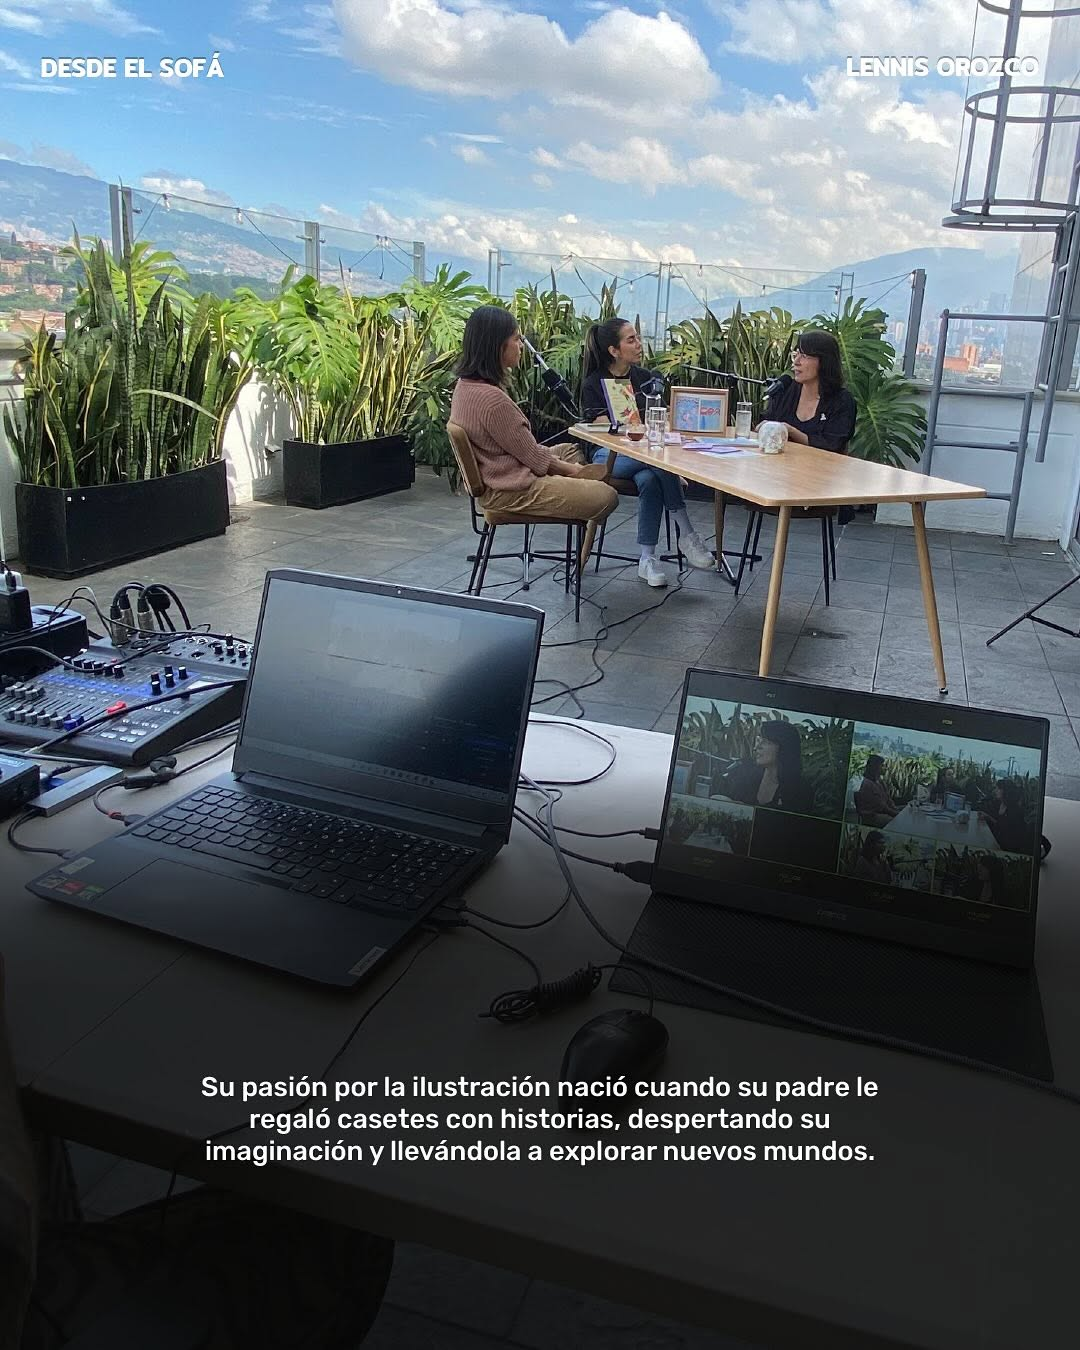 DESDE EL SOFÁ
LENNIS OROZCO
Su pasión por la ilustración nació cuando su padre le
regaló casetes con historias, despertando su
imaginación y llevándola a explorar nuevos mundos.